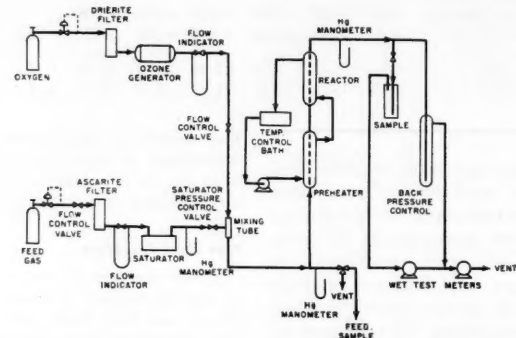 DRIERITE
FILTER
FLOW
INDICATOR
OXYGEN
OZONE
GENERATOR
FLOW
CONTROL
VALVE
Hg
MANOMETER
REACTOR
TEMP.
CONTROL
BATH
SAMPLE
PREHEATER
BACK
PRESSURE
CONTROL
ASCARITE
FILTER
FLOW
CONTROL
VALVE
FEED
GAS
FLOW
INDICATOR
SATURATOR
SATURATOR
PRESSURE
CONTROL
VALVE
Hg
MANOMETER
MIXING
TUBE
Hg
MANOMETER
VENT
FEED.
SAMPLE
WET TEST
METERS
VENT